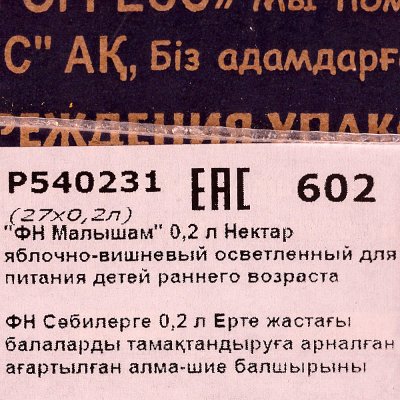 С" АҚ, Біз адамдарғ
Р540231 ЕАС 602
(27х0,2л)
"ФН Малышам" 0,2 л Нектар
яблочно-вишневый осветленный для
питания детей раннего возраста
ФН Сəбилерге 0,2 л Ерте жастағы
балаларды тамақтандыруға арналған
ағартылған алма-шие балшырыны